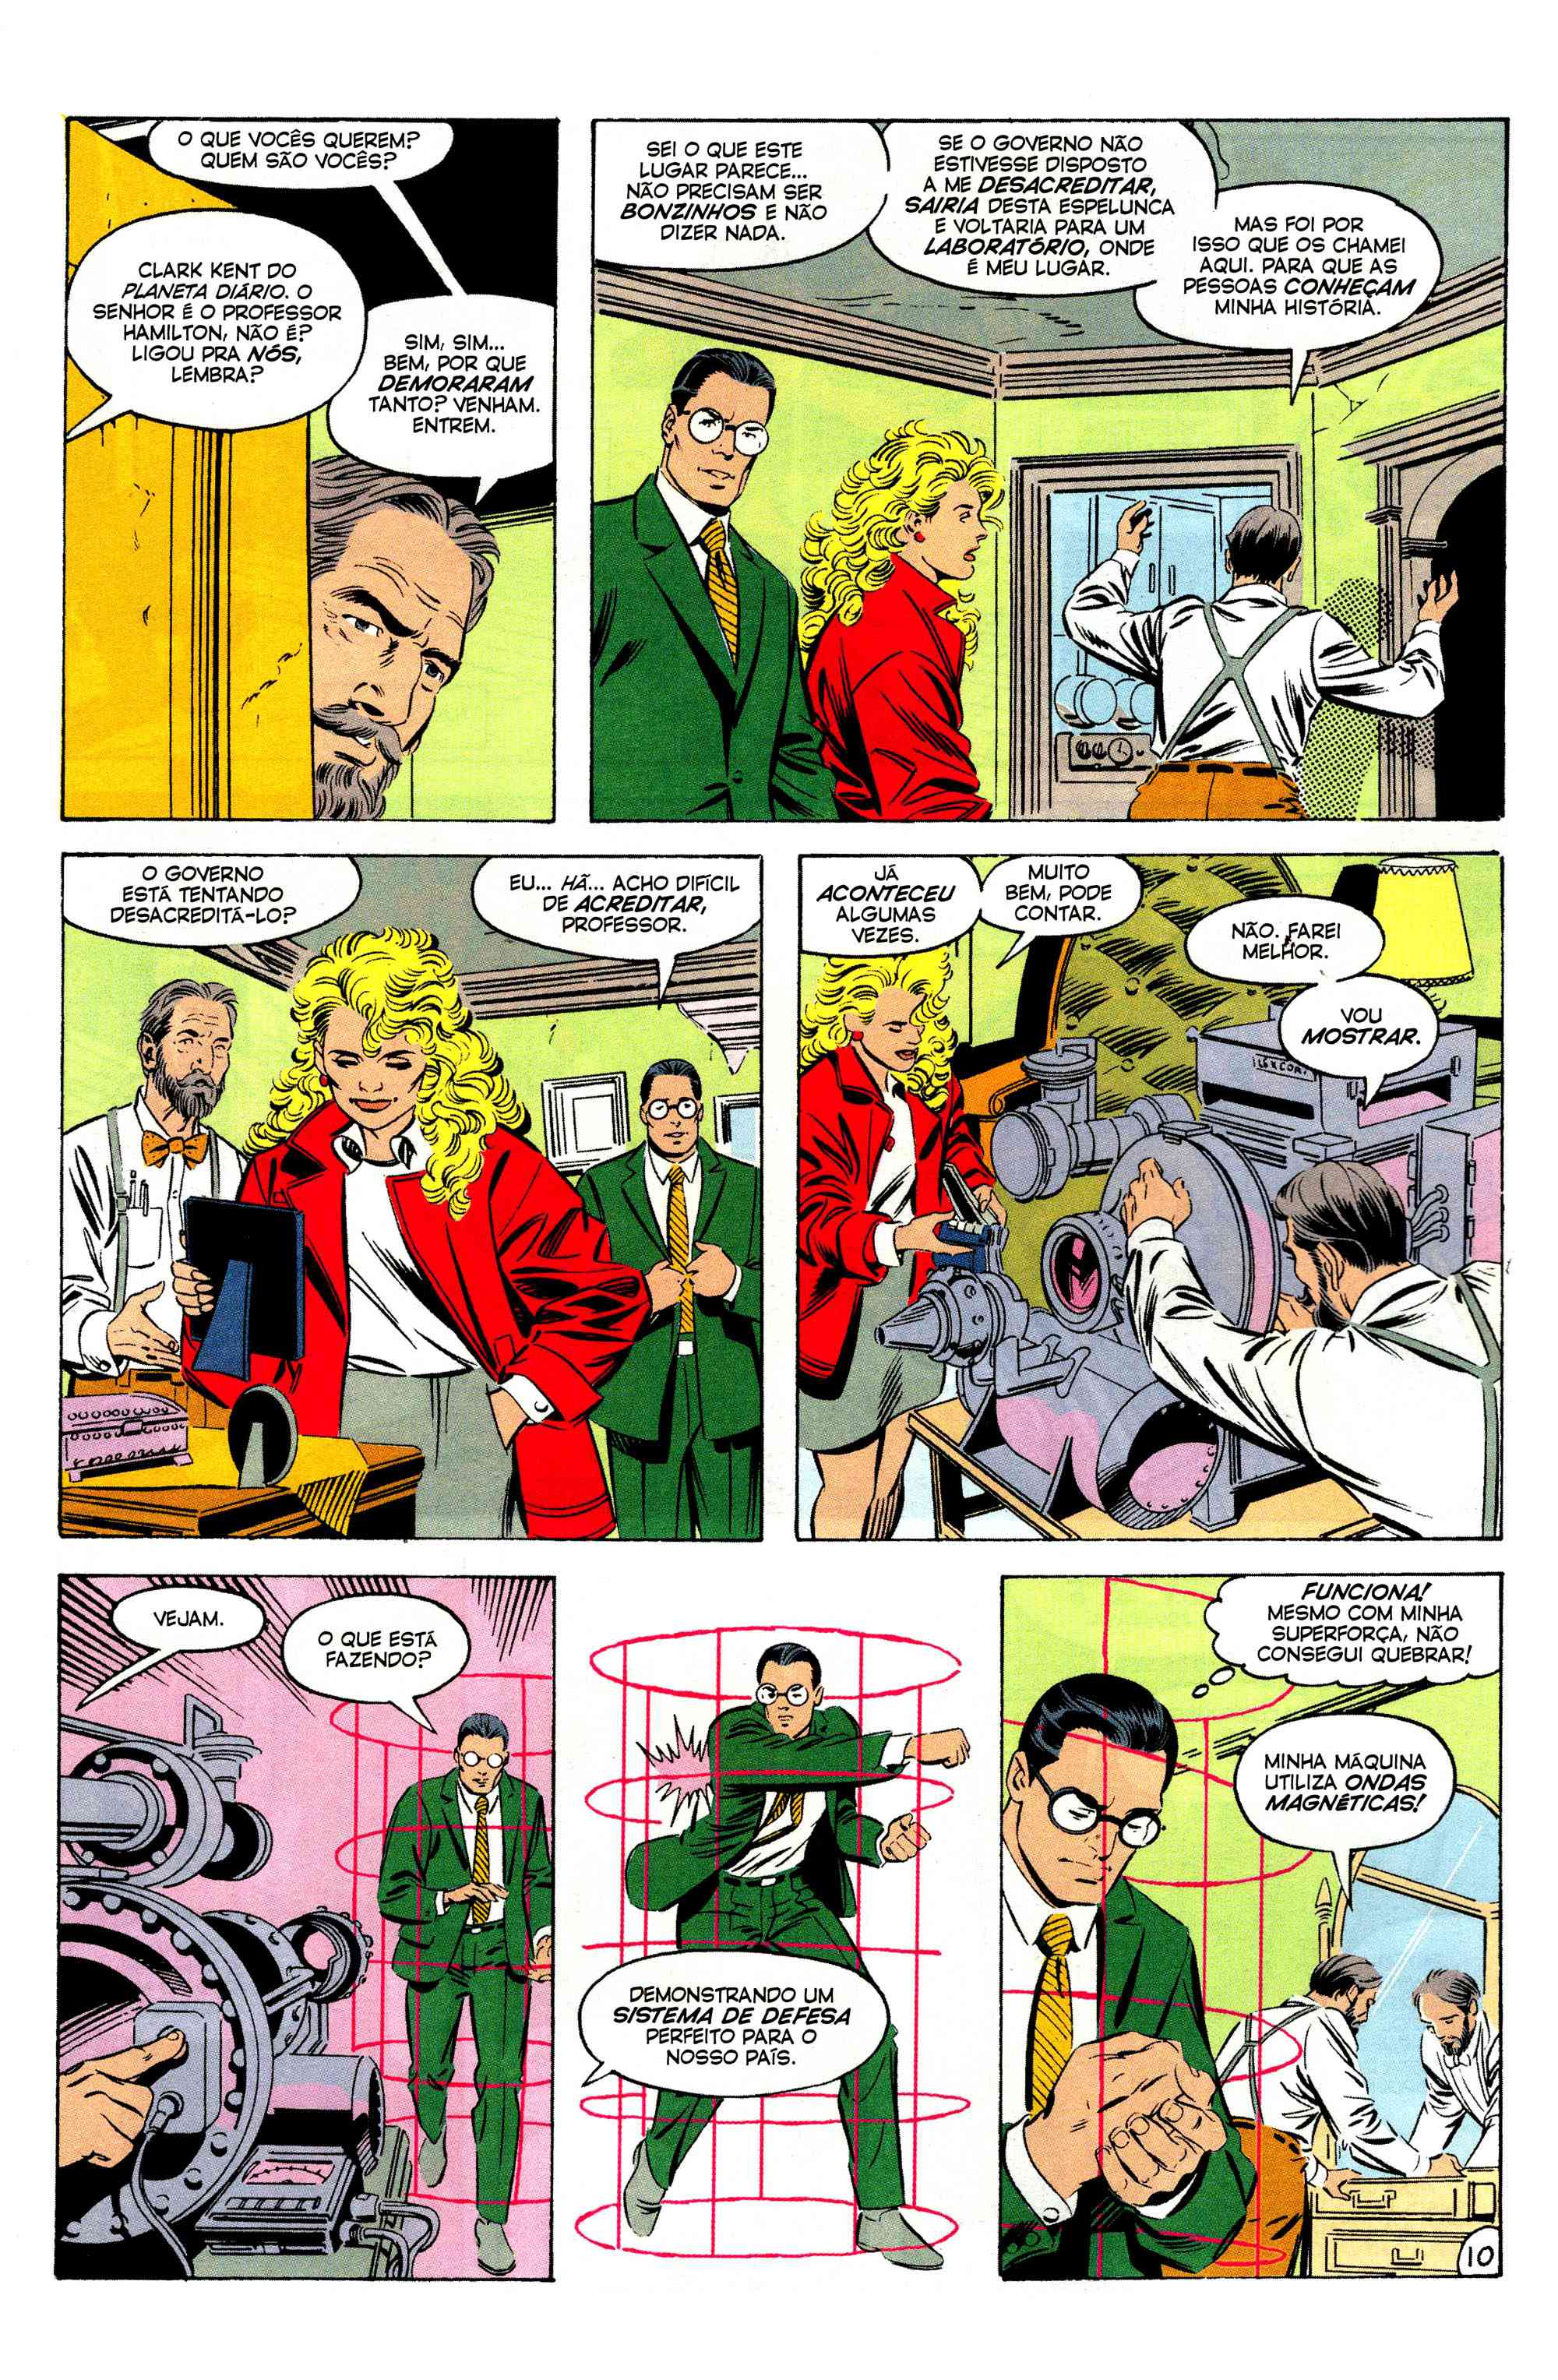 O QUE VOCÊS QUEREM?
QUEM SÃO VOCÊS?
CLARK KENT DO
PLANETA DIÁRIO. O
SENHOR É O PROFESSOR
HAMILTON, NÃO É?
LIGOU PRA NÓS,
LEMBRA?
SIM, SIM...
BEM, POR QUE
DEMORARAM
TANTO? VENHAM.
ENTREM.
SEI O QUE ESTE
LUGAR PARECE...
NÃO PRECISAM SER
BONZINHOS E NÃO
DIZER NADA.
SE O GOVERNO NÃO
ESTIVESSE DISPOSTO
A ME DESACREDITAR,
SAIRIA DESTA ESPELUNCA
E VOLTARIA PARA UM
LABORATÓRIO, ONDE
É MEU LUGAR.
MAS FOI POR
ISSO QUE OS CHAMEI
AQUI. PARA QUE AS
PESSOAS CONHEÇAM
MINHA HISTÓRIA.
O GOVERNO
ESTÁ TENTANDO
DESACREDITÁ-LO?
EU... HÃ... ACHO DIFÍCIL
DE ACREDITAR,
PROFESSOR.
JÁ
ACONTECEU
ALGUMAS
VEZES.
MUITO
BEM, PODE
CONTAR.
NÃO. FAREI
MELHOR.
VOU
MOSTRAR.
LEXCOR.
VEJAM.
O QUE ESTÁ
FAZENDO?
DEMONSTRANDO UM
SISTEMA DE DEFESA
PERFEITO PARA O
NOSSO PAÍS.
FUNCIONA!
MESMO COM MINHA
SUPERFORÇA, NÃO
CONSEGUI QUEBRAR!
MINHA MÁQUINA
UTILIZA ONDAS
MAGNÉTICAS!
10